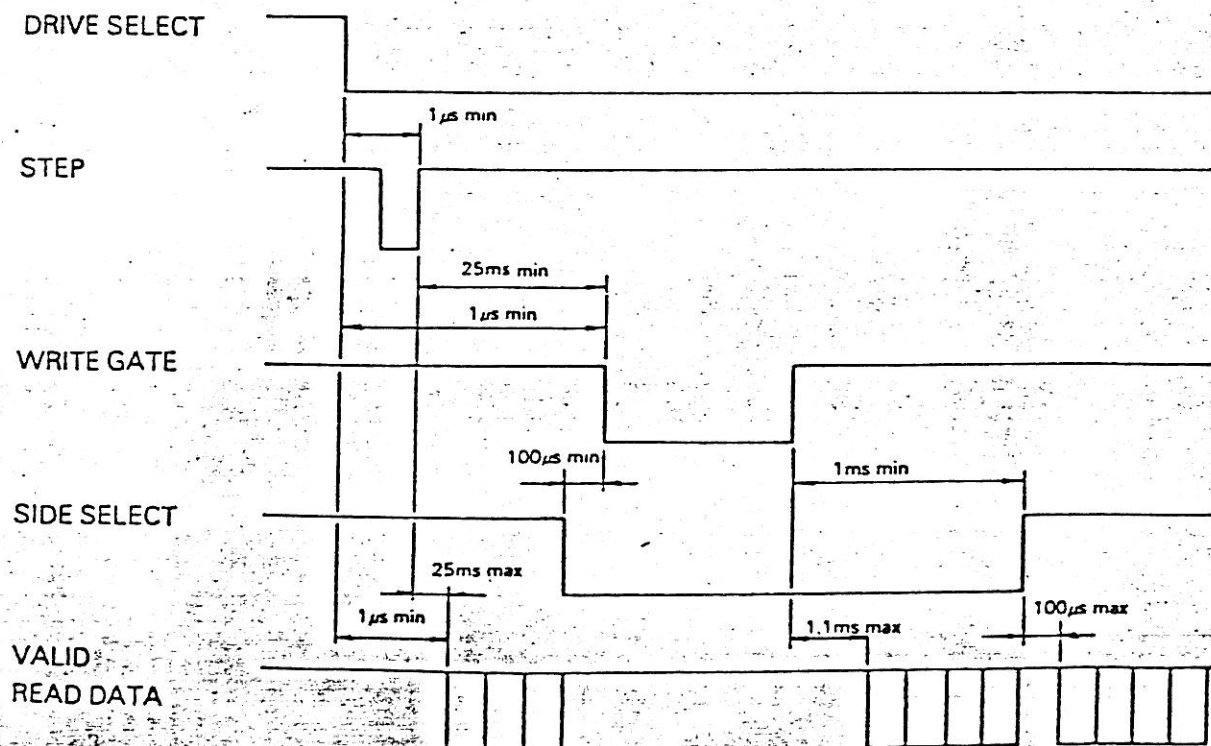 DRIVE SELECT
1μs min
STEP
25ms min
1μs min
WRITE GATE
100μs min
1ms min
SIDE SELECT
25ms max
1μs min
100μs max
1.1ms max
VALID
READ DATA